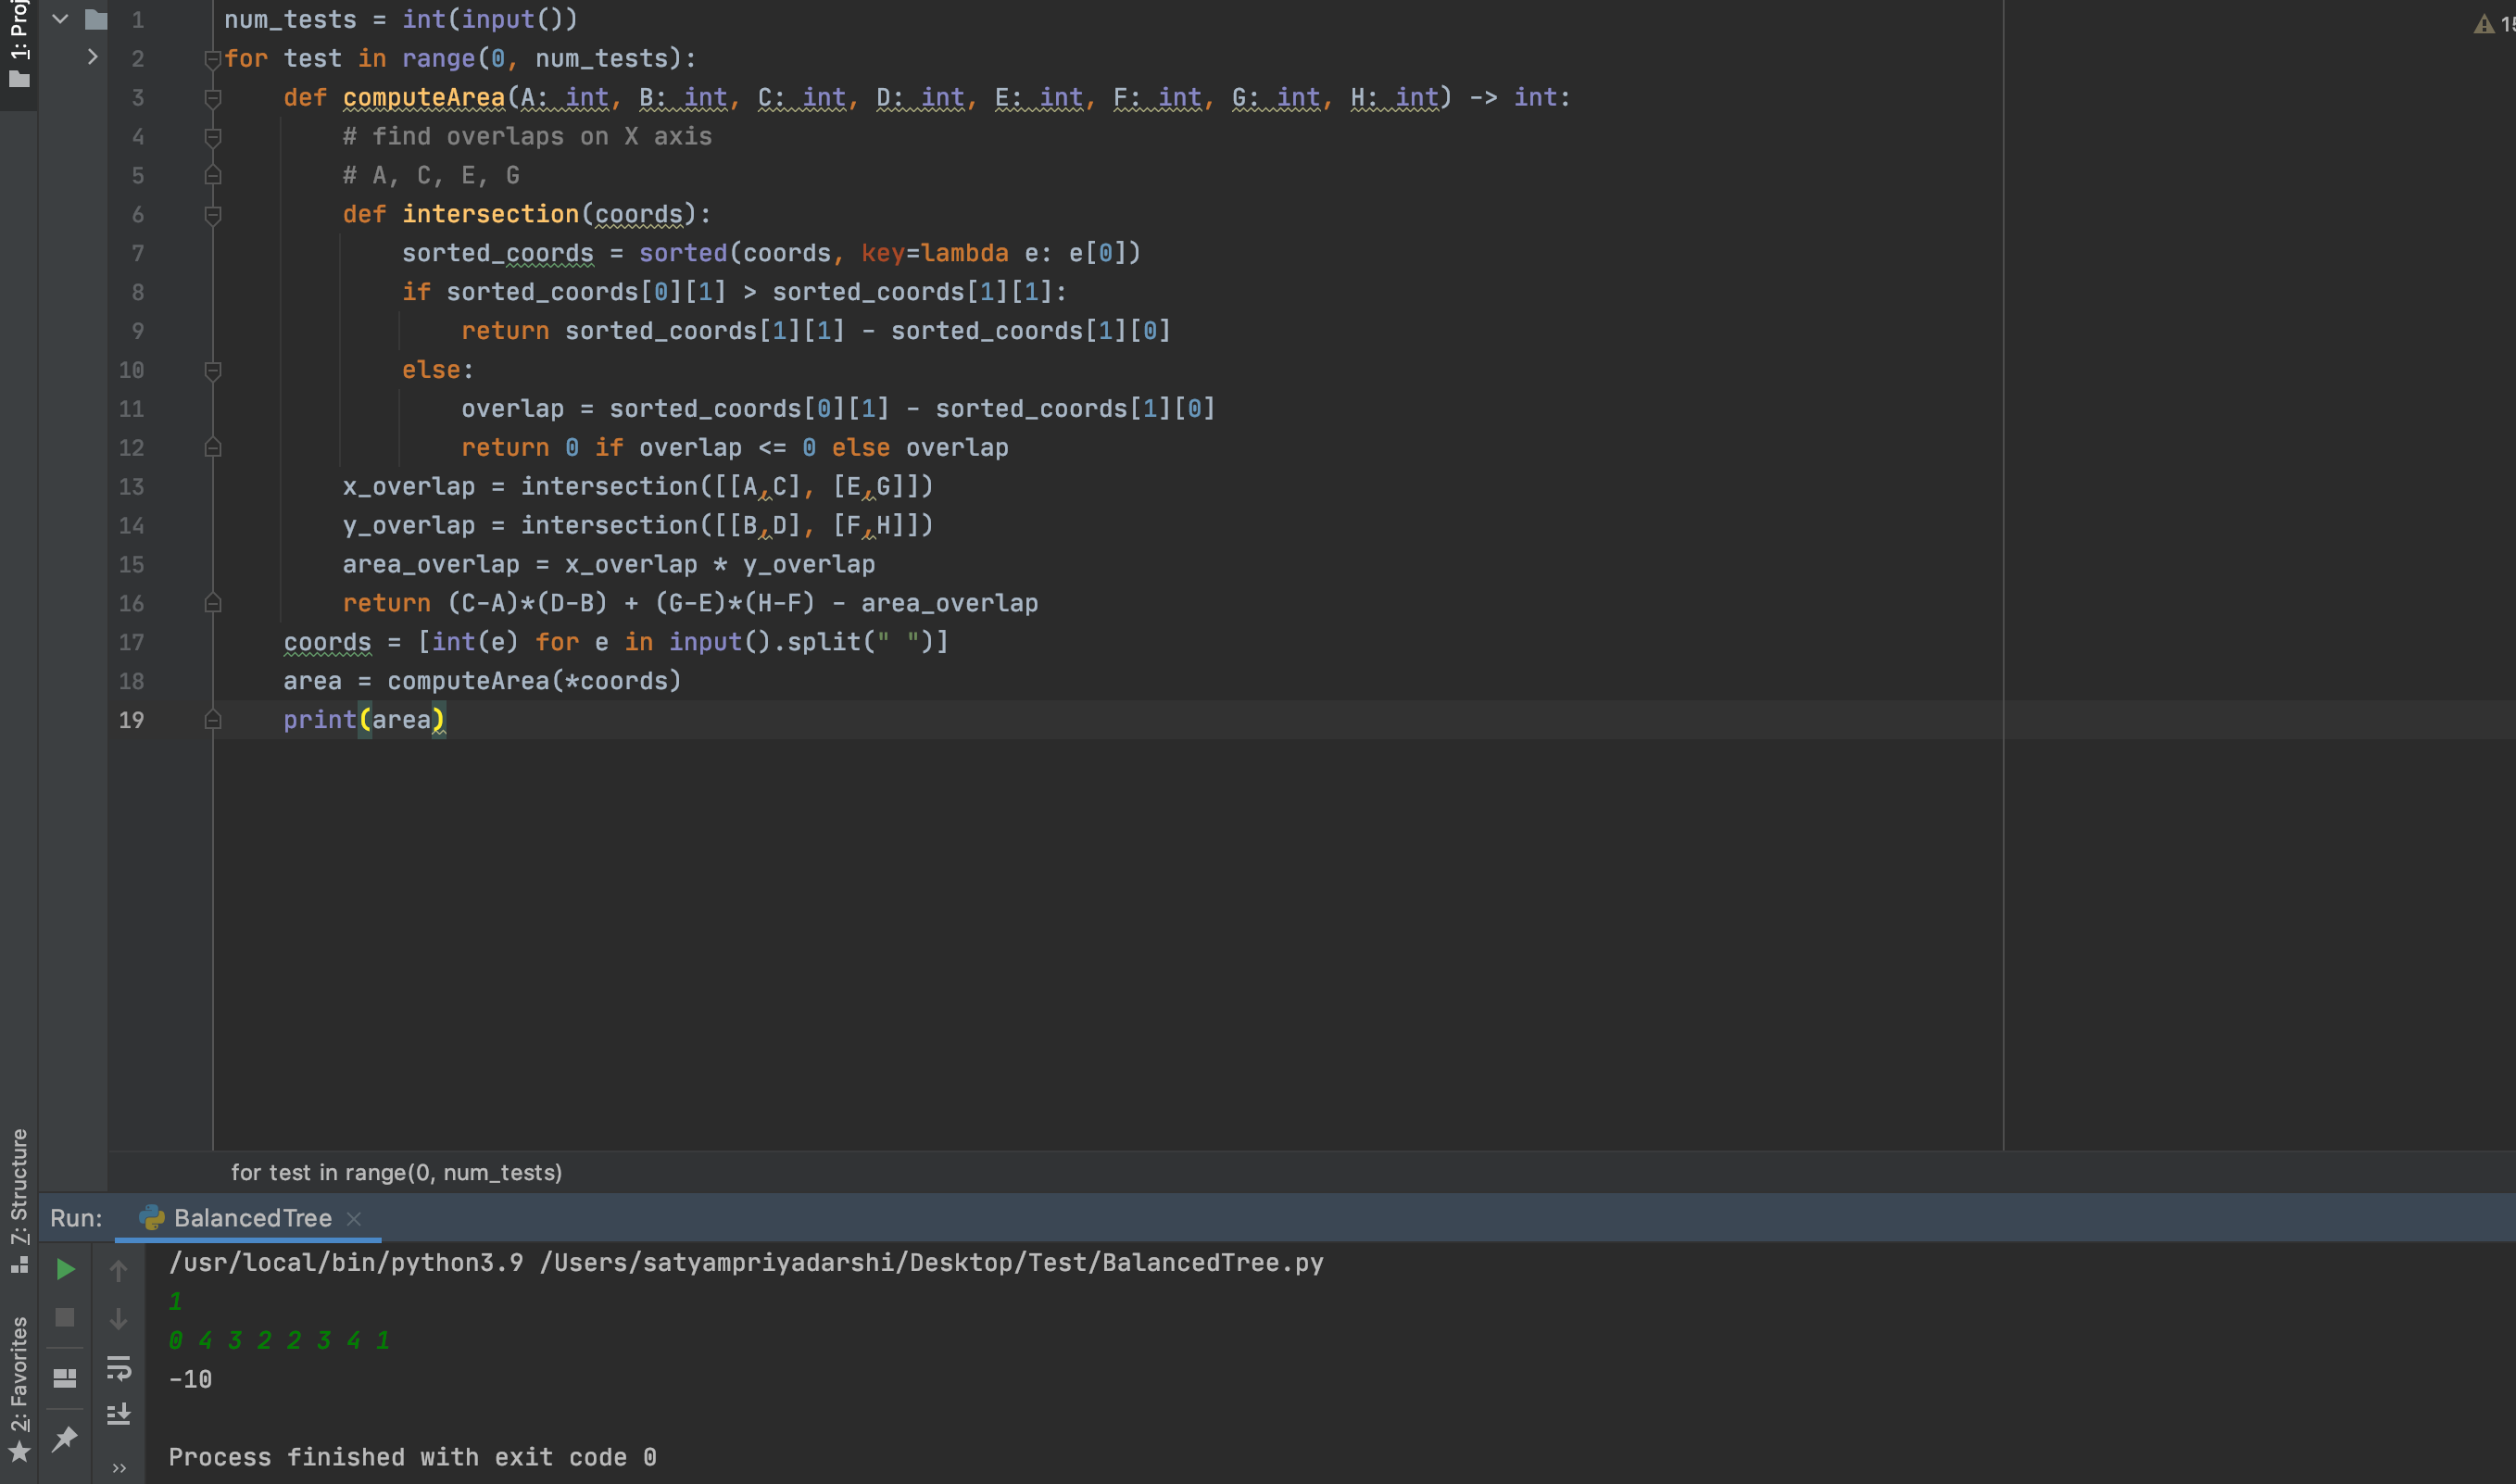 1: Proj
1 num_tests = int(input())
2 for test in range(0, num_tests):
3 def computeArea(A: int, B: int, C: int, D: int, E: int, F: int, G: int, H: int) -> int:
4 # find overlaps on X axis
5 # A, C, E, G
6 def intersection(coords):
7 sorted_coords = sorted(coords, key=lambda e: e[0])
8 if sorted_coords[0][1] > sorted_coords[1][1]:
9 return sorted_coords[1][1] - sorted_coords[1][0]
10 else:
11 overlap = sorted_coords[0][1] - sorted_coords[1][0]
12 return 0 if overlap <= 0 else overlap
13 x_overlap = intersection([[A,C], [E,G]])
14 y_overlap = intersection([[B,D], [F,H]])
15 area_overlap = x_overlap * y_overlap
16 return (C-A)*(D-B) + (G-E)*(H-F) - area_overlap
17 coords = [int(e) for e in input().split(" ")]
18 area = computeArea(*coords)
19 print(area)
for test in range(0, num_tests)
7: Structure
2: Favorites
Run: BalancedTree
/usr/local/bin/python3.9 /Users/satyampriyadarshi/Desktop/Test/BalancedTree.py
1
0 4 3 2 2 3 4 1
-10
Process finished with exit code 0